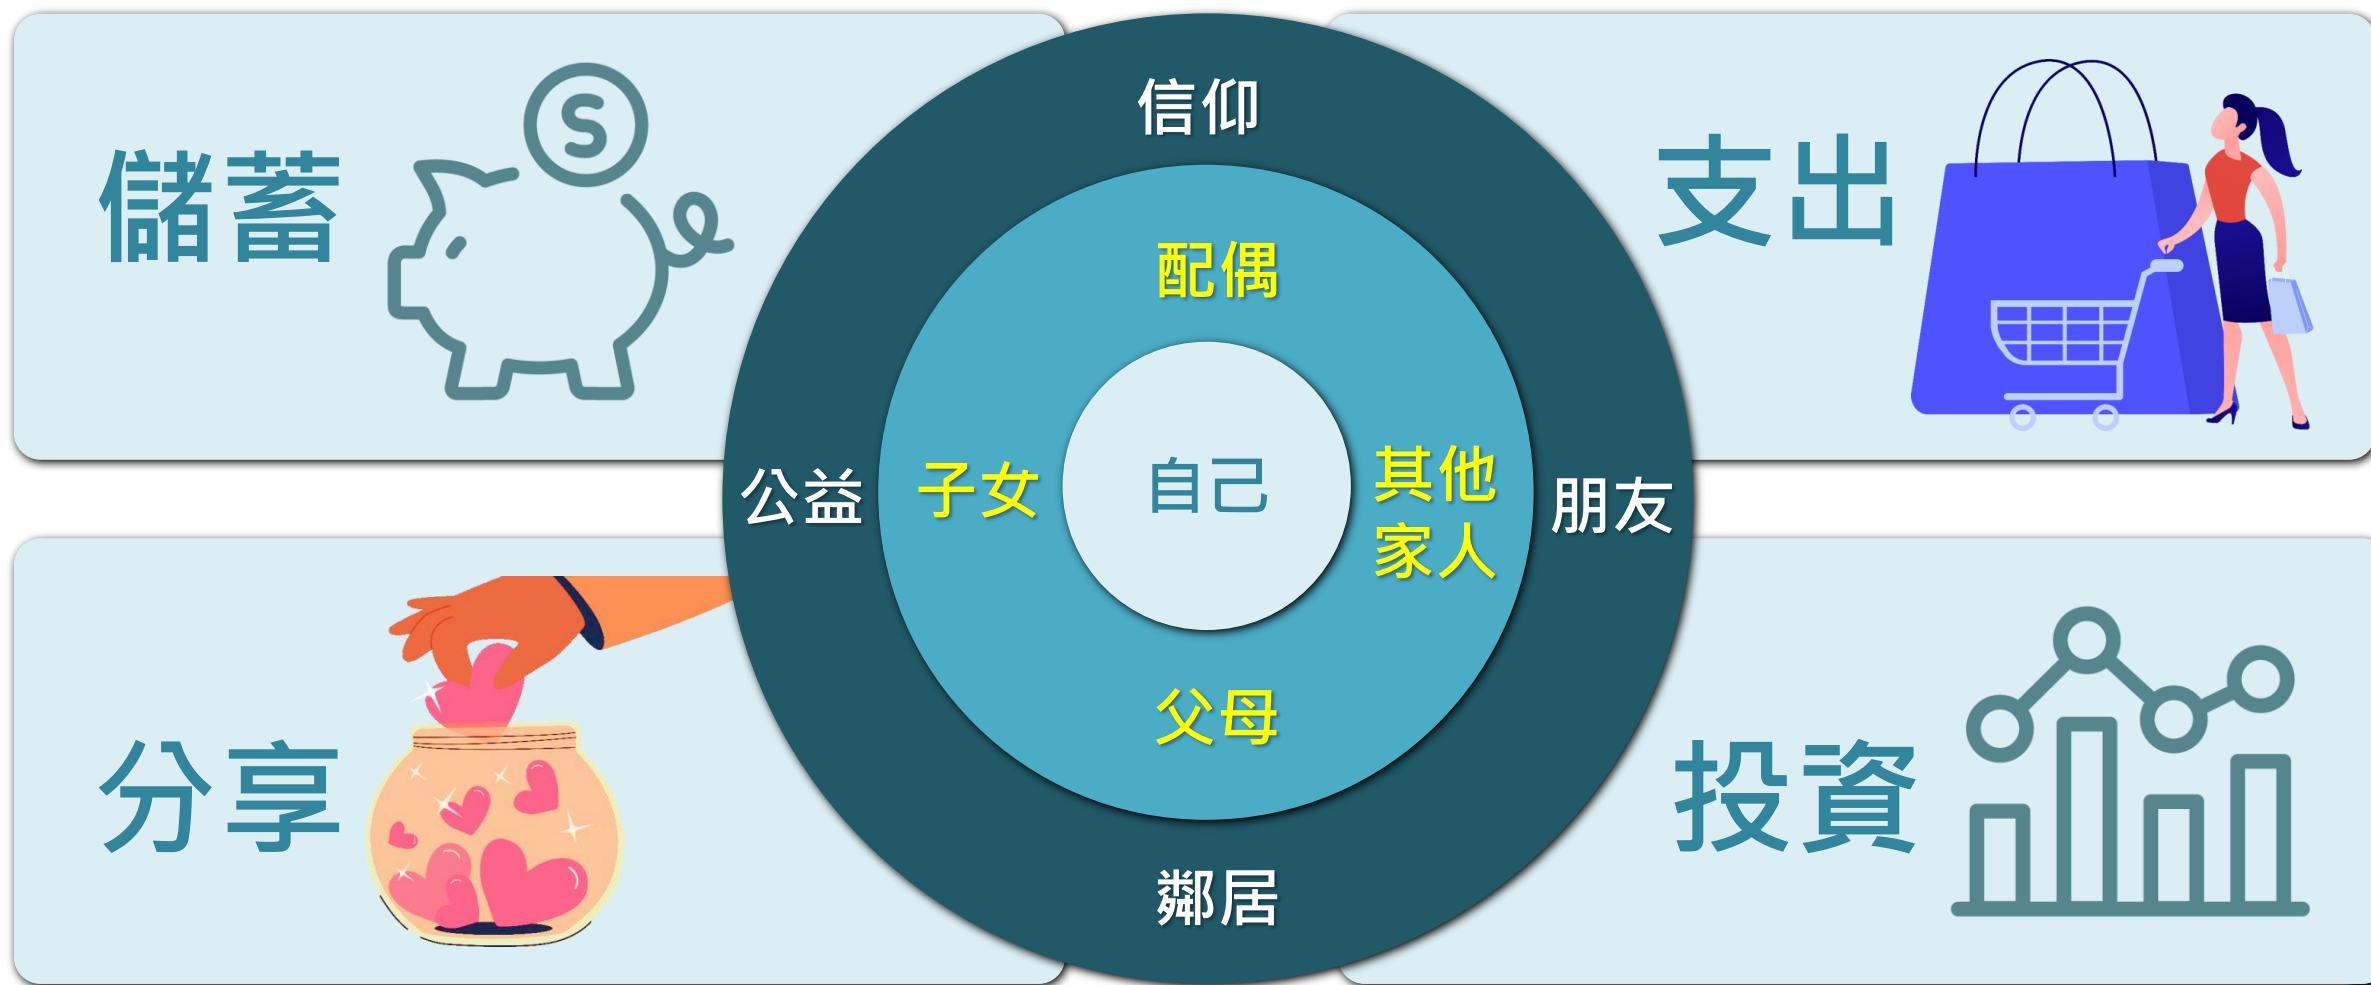 信仰
儲蓄
S
支出
配偶
公益
子女
自己
其他
家人
朋友
父母
分享
投資
鄰居